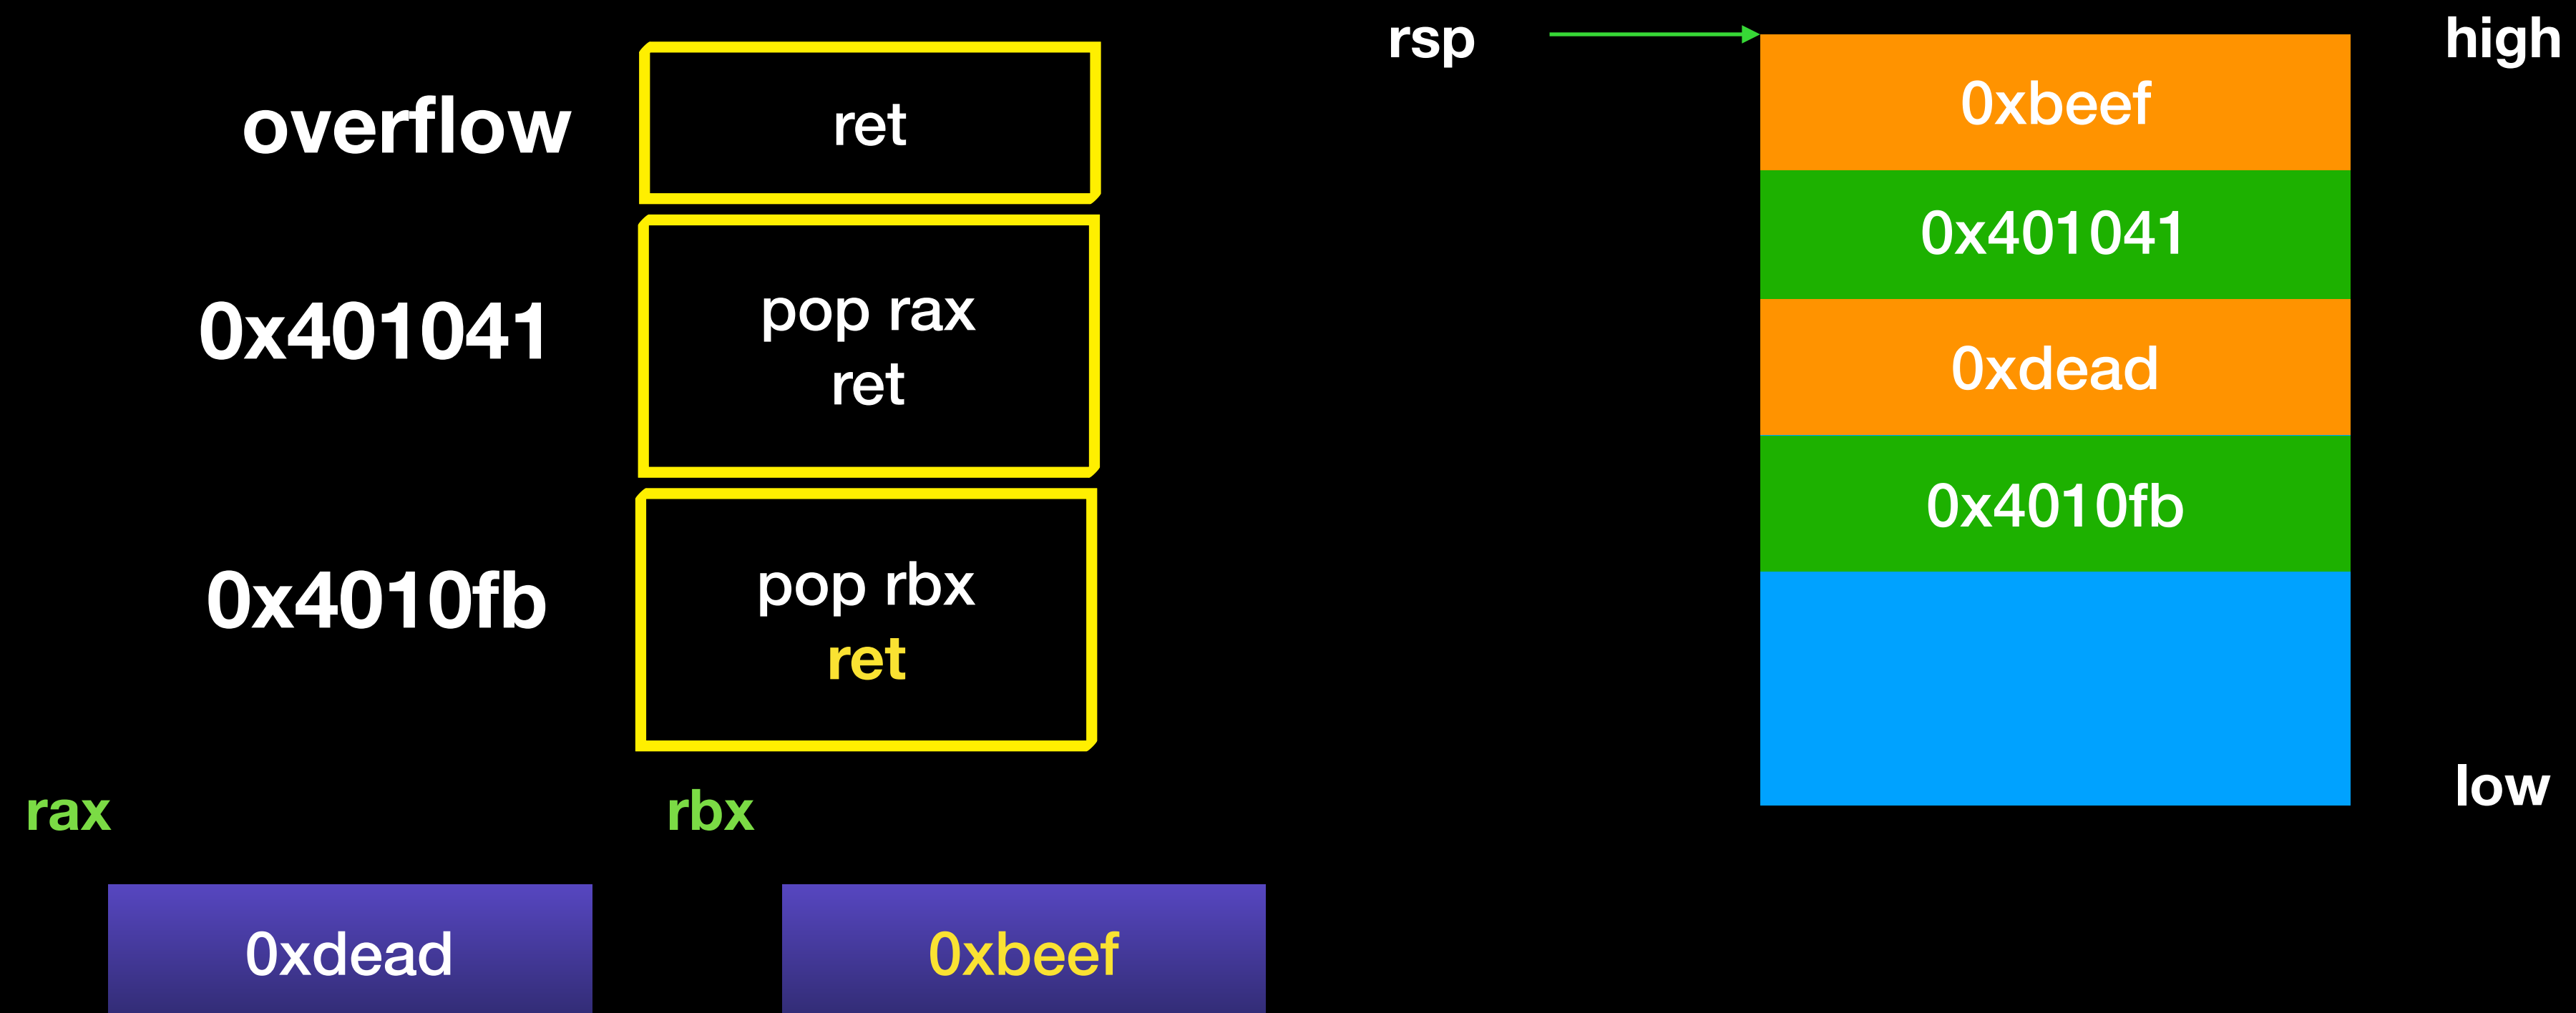 overflow
ret
0x401041
pop rax
ret
0x4010fb
pop rbx
ret
rax
rbx
0xdead
0xbeef
rsp
high
0xbeef
0x401041
0xdead
0x4010fb
low